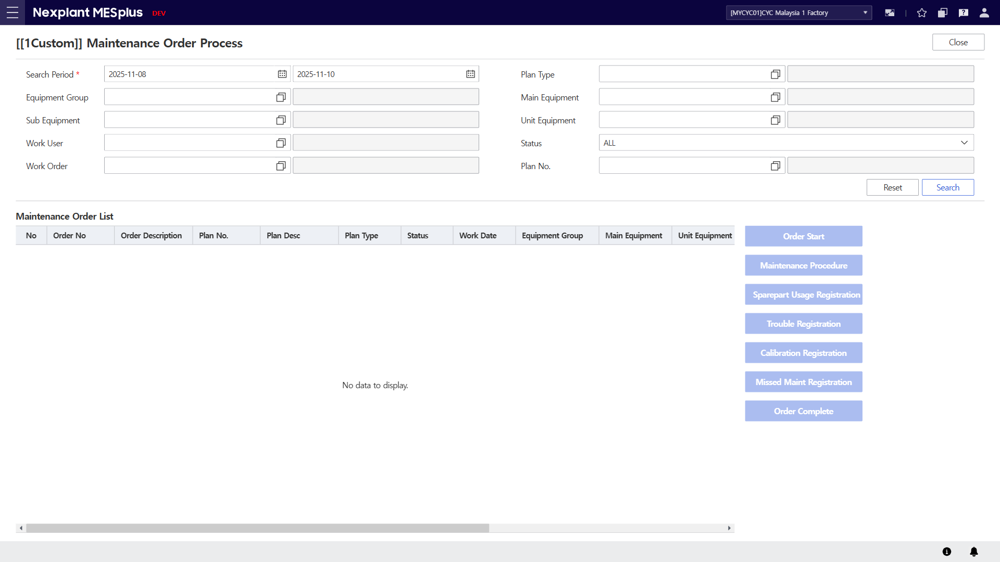 Nexplant MESplus DEV
[MYCYC01]CYC Malaysia 1 Factory
[[1Custom]] Maintenance Order Process
Close
Search Period * 2025-11-08 2025-11-10
Plan Type
Equipment Group
Main Equipment
Sub Equipment
Unit Equipment
Work User
Status ALL
Work Order
Plan No.
Reset Search
Maintenance Order List
No Order No Order Description Plan No. Plan Desc Plan Type Status Work Date Equipment Group Main Equipment Unit Equipment
Order Start
Maintenance Procedure
Sparepart Usage Registration
Trouble Registration
Calibration Registration
Missed Maint Registration
Order Complete
No data to display.